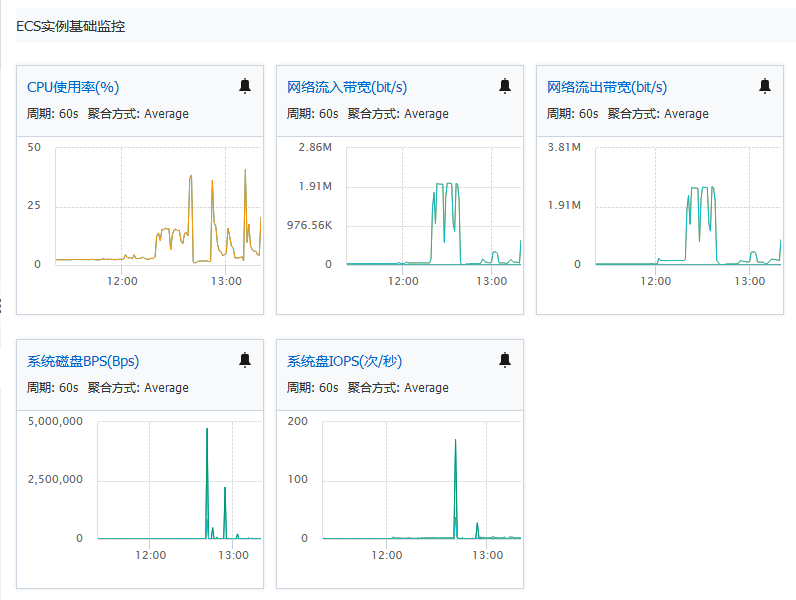 ECS实例基础监控
CPU使用率(%)
周期: 60s 聚合方式: Average
50
25
0
12:00 13:00
网络流入带宽(bit/s)
周期: 60s 聚合方式: Average
2.86M
1.91M
976.56K
0
12:00 13:00
网络流出带宽(bit/s)
周期: 60s 聚合方式: Average
3.81M
1.91M
0
12:00 13:00
系统磁盘BPS(Bps)
周期: 60s 聚合方式: Average
5,000,000
2,500,000
0
12:00 13:00
系统盘IOPS(次/秒)
周期: 60s 聚合方式: Average
200
100
0
12:00 13:00